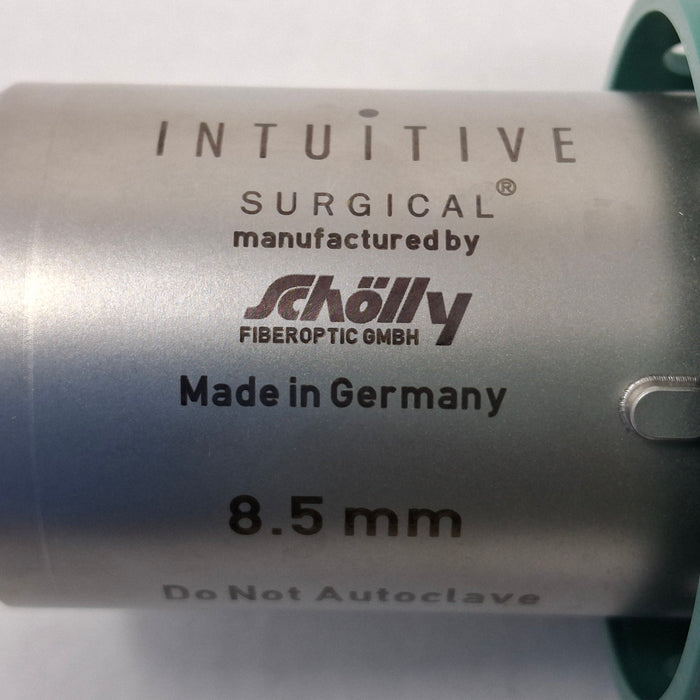 INTUITIVE
SURGICAL®
manufactured by
Schölly
FIBEROPTIC GMBH
Made in Germany
8.5 mm
Do Not Autoclave